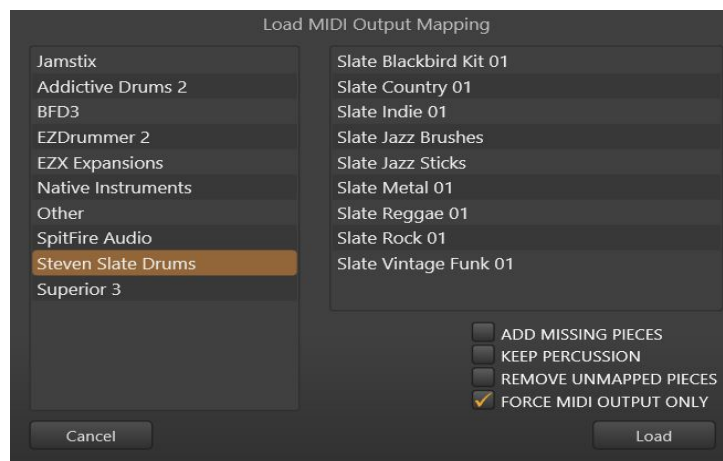 Load MIDI Output Mapping
Jamstix
Addictive Drums 2
BFD3
EZDrummer 2
EZX Expansions
Native Instruments
Other
SpitFire Audio
Steven Slate Drums
Superior 3
Slate Blackbird Kit 01
Slate Country 01
Slate Indie 01
Slate Jazz Brushes
Slate Jazz Sticks
Slate Metal 01
Slate Reggae 01
Slate Rock 01
Slate Vintage Funk 01
ADD MISSING PIECES
KEEP PERCUSSION
REMOVE UNMAPPED PIECES
FORCE MIDI OUTPUT ONLY
Cancel
Load